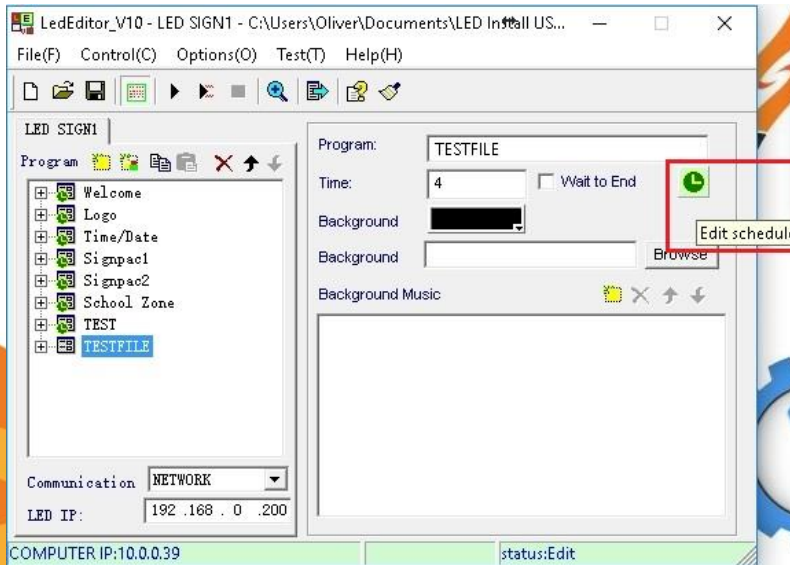 LedEditor_V10 - LED SIGN1 - C:\Users\Oliver\Documents\LED Install US...
File(F) Control(C) Options(O) Test(T) Help(H)
LED SIGN1
Program
Welcome
Logo
Time/Date
Signpac1
Signpac2
School Zone
TEST
TESTFILE
Communication NETWORK
LED IP: 192 .168 . 0 .200
Program: TESTFILE
Time: 4 Wait to End
Edit schedule
Background
Background Browse
Background Music
COMPUTER IP:10.0.0.39 status:Edit